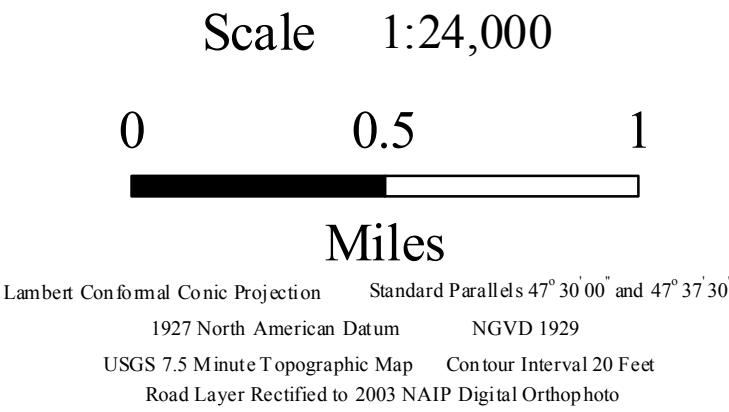 Scale 1:24,000
0 0.5 1
Miles
Lambert Conformal Conic Projection Standard Parallels 47° 30' 00" and 47° 37' 30'
1927 North American Datum NGVD 1929
USGS 7.5 Minute Topographic Map Contour Interval 20 Feet
Road Layer Rectified to 2003 NAIP Digital Orthophoto